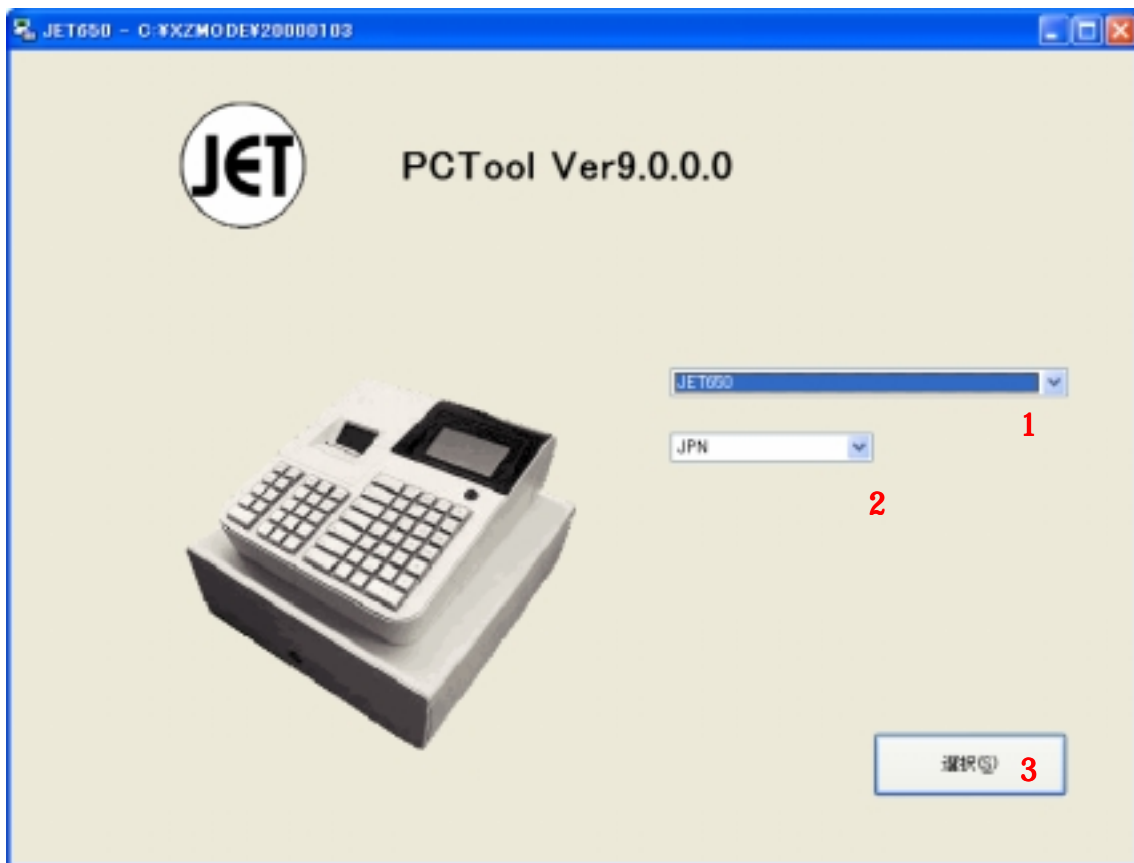 JET650 - C:¥XZMODE¥20000103
JET
PCTool Ver9.0.0.0
JET650
1
JPN
2
選択(S)
3